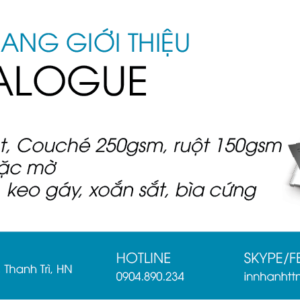 ANG GIỚI THIỆU
ALOGUE
t, Couché 250gsm, ruột 150gsm
ặc mờ
, keo gáy, xoắn sắt, bìa cứng
HOTLINE
SKYPE/FE
Thanh Trì, HN
0904.890.234
innhanhttn